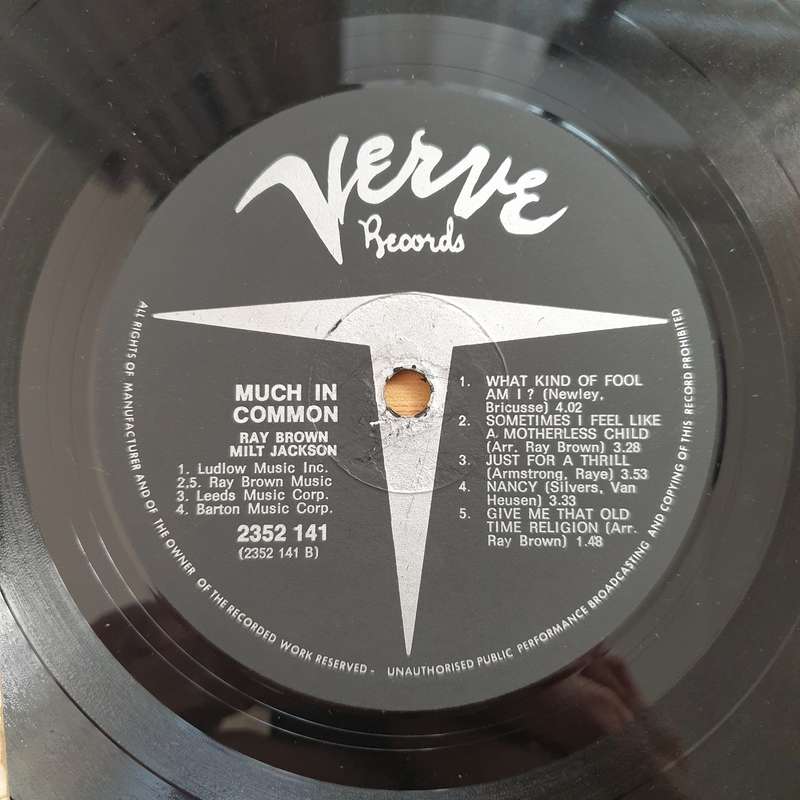 Verve
Records
MUCH IN
COMMON
RAY BROWN
MILT JACKSON
1. Ludlow Music Inc.
2,5. Ray Brown Music
3. Leeds Music Corp.
4. Barton Music Corp.
2352 141
(2352 141 B)
1. WHAT KIND OF FOOL
AM I? (Newley,
Bricusse) 4.02
2. SOMETIMES I FEEL LIKE
A MOTHERLESS CHILD
(Arr. Ray Brown) 3.28
3. JUST FOR A THRILL
(Armstrong, Raye) 3.53
4. NANCY (Silvers, Van
Heusen) 3.33
5. GIVE ME THAT OLD
TIME RELIGION (Arr.
Ray Brown) 1.48
ALL RIGHTS OF MANUFACTURER AND OF THE OWNER OF THE RECORDED WORK RESERVED - UNAUTHORISED PUBLIC PERFORMANCE BROADCASTING AND COPYING OF THIS RECORD PROHIBITED